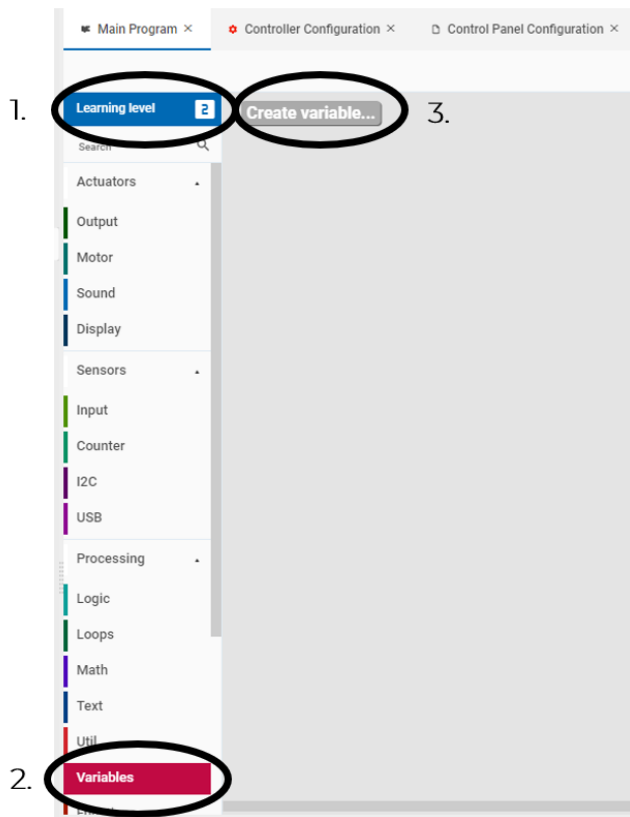 Main Program × Controller Configuration × Control Panel Configuration ×
1. Learning level 2 Create variable... 3.
Search
Actuators
Output
Motor
Sound
Display
Sensors
Input
Counter
I2C
USB
Processing
Logic
Loops
Math
Text
Util
2. Variables